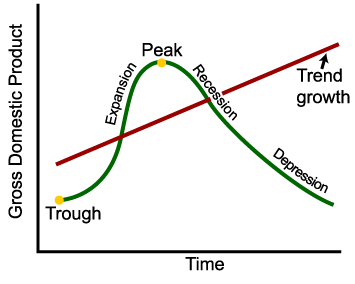 Peak
Expansion
Recession
Trend
growth
Gross Domestic Product
Depression
Trough
Time